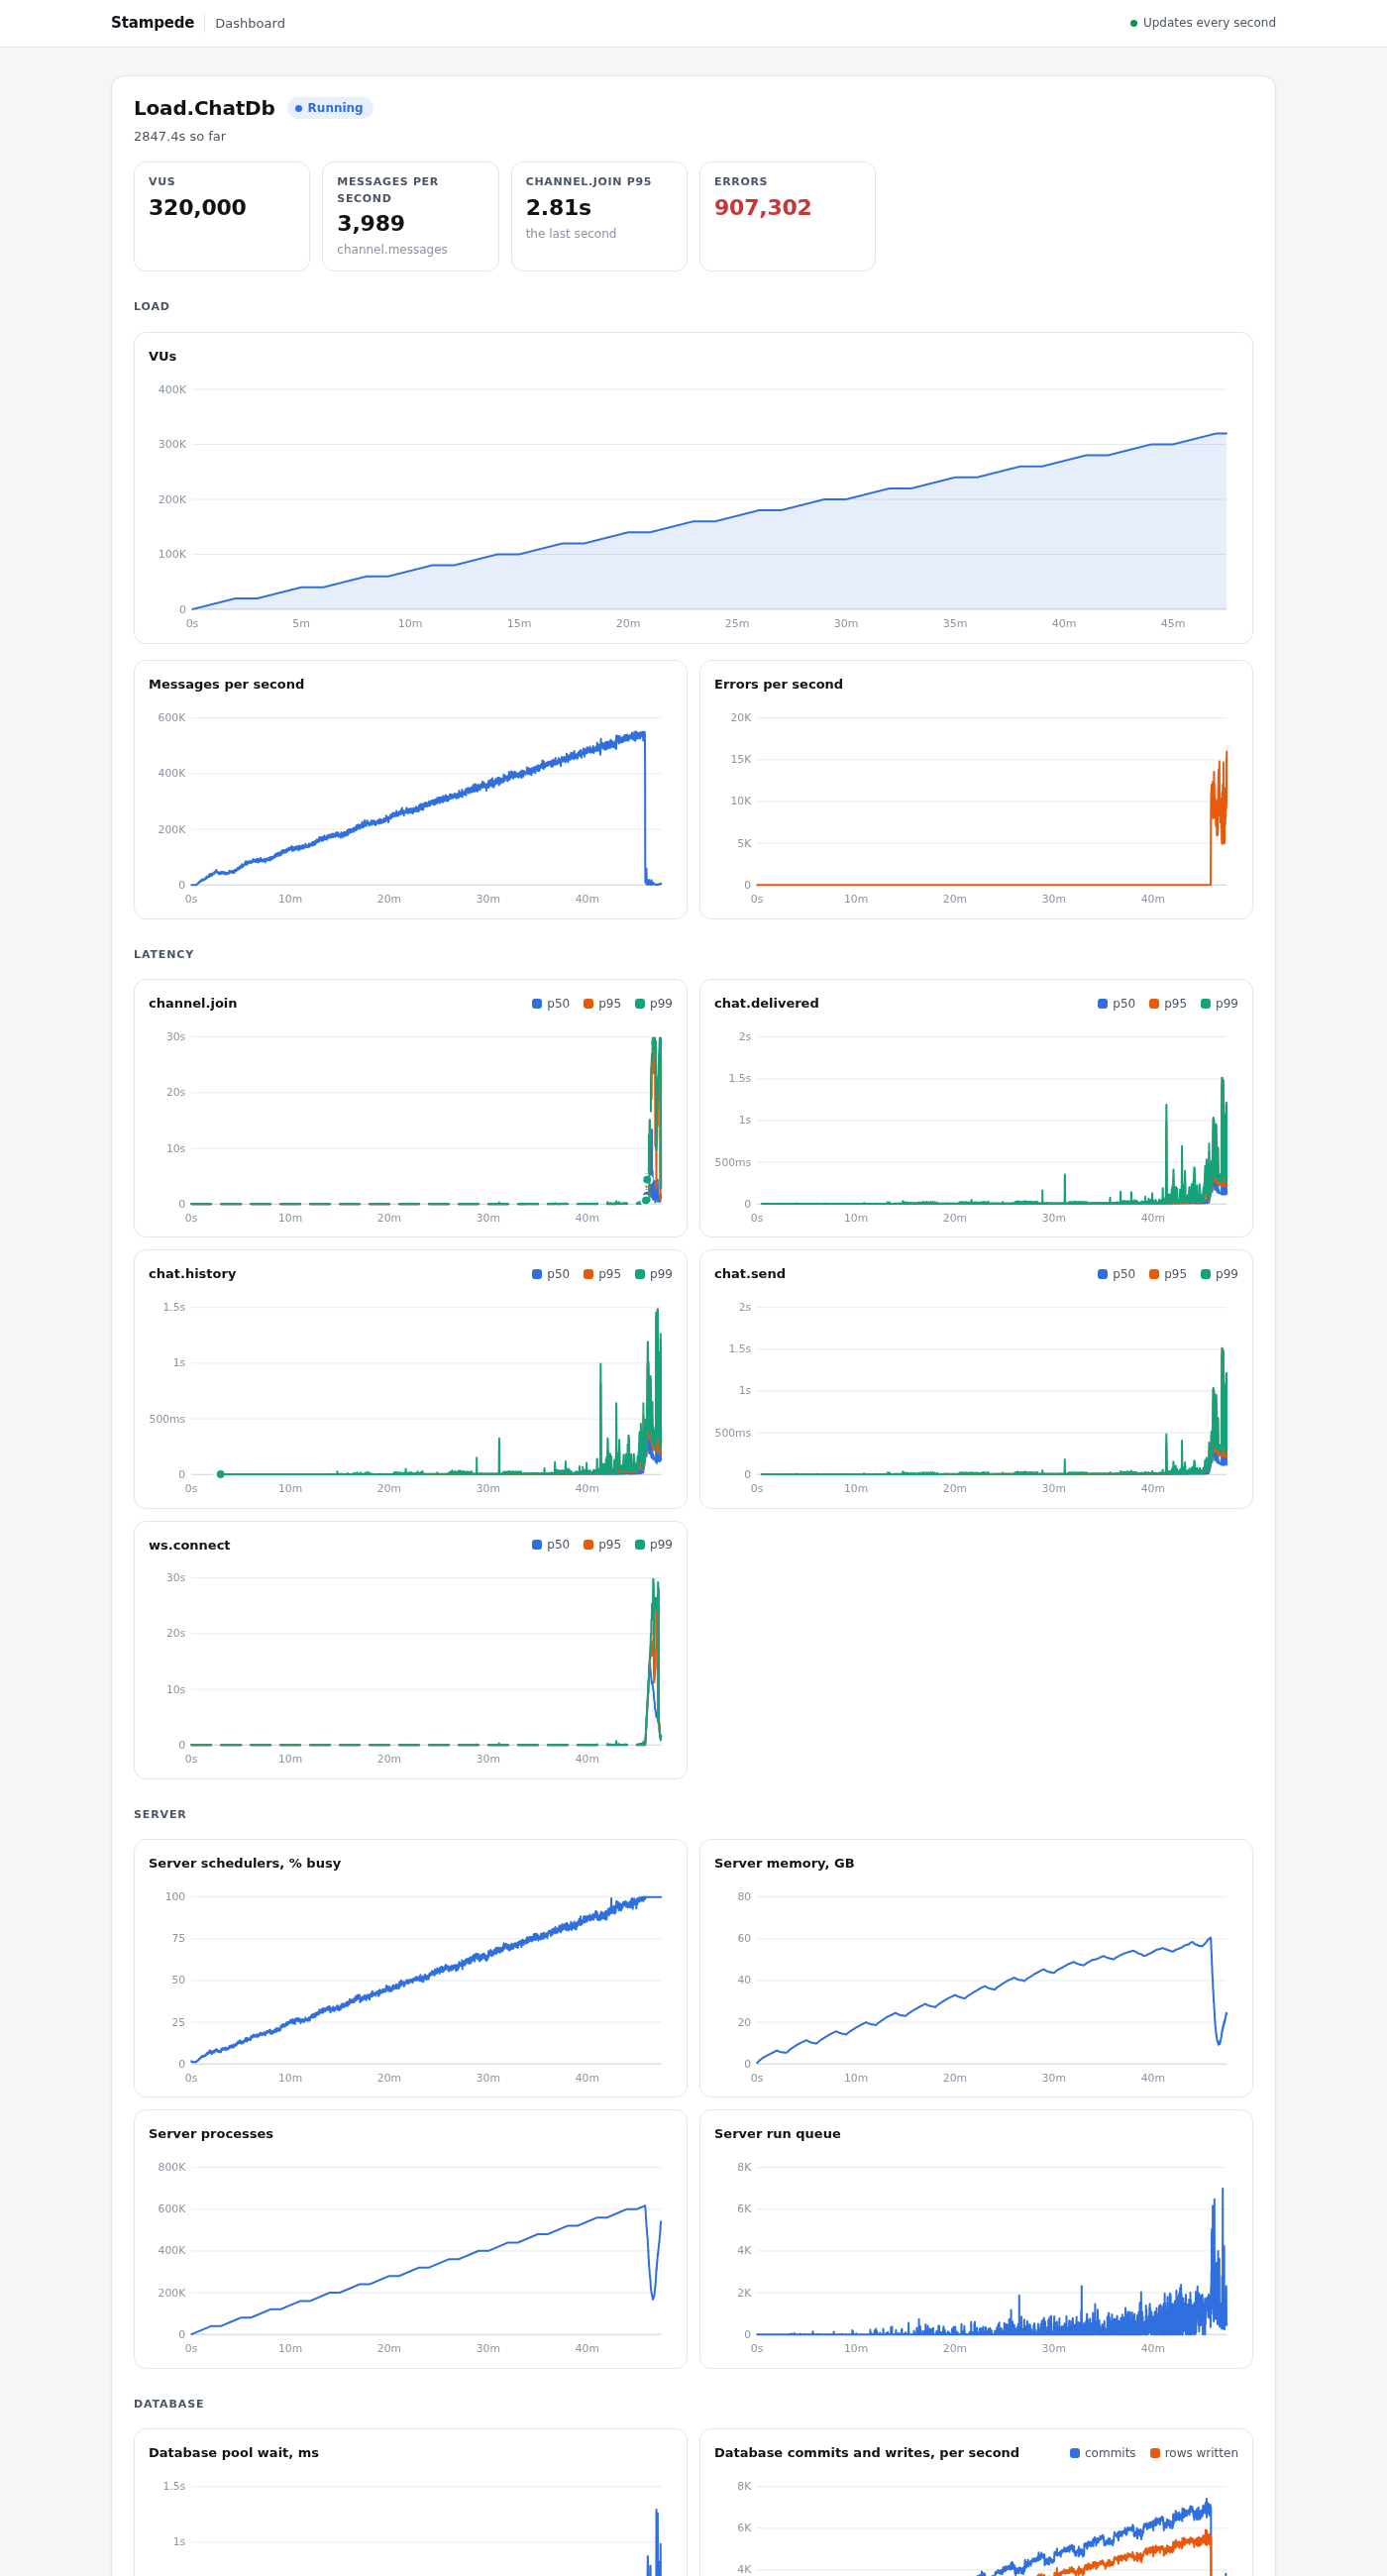 Stampede
Dashboard
Updates every second
Load.ChatDb
Running
2847.4s so far
VUS
320,000
MESSAGES PER
SECOND
3,989
channel.messages
CHANNEL.JOIN P95
2.81s
the last second
ERRORS
907,302
LOAD
VUs
400K
300K
200K
100K
0
0s 5m 10m 15m 20m 25m 30m 35m 40m 45m
Messages per second
600K
400K
200K
0
0s 10m 20m 30m 40m
Errors per second
20K
15K
10K
5K
0
0s 10m 20m 30m 40m
LATENCY
channel.join p50 p95 p99
30s
20s
10s
0
0s 10m 20m 30m 40m
chat.delivered p50 p95 p99
2s
1.5s
1s
500ms
0
0s 10m 20m 30m 40m
chat.history p50 p95 p99
1.5s
1s
500ms
0
0s 10m 20m 30m 40m
chat.send p50 p95 p99
2s
1.5s
1s
500ms
0
0s 10m 20m 30m 40m
ws.connect p50 p95 p99
30s
20s
10s
0
0s 10m 20m 30m 40m
SERVER
Server schedulers, % busy
100
75
50
25
0
0s 10m 20m 30m 40m
Server memory, GB
80
60
40
20
0
0s 10m 20m 30m 40m
Server processes
800K
600K
400K
200K
0
0s 10m 20m 30m 40m
Server run queue
8K
6K
4K
2K
0
0s 10m 20m 30m 40m
DATABASE
Database pool wait, ms
1.5s
1s
Database commits and writes, per second commits rows written
8K
6K
4K